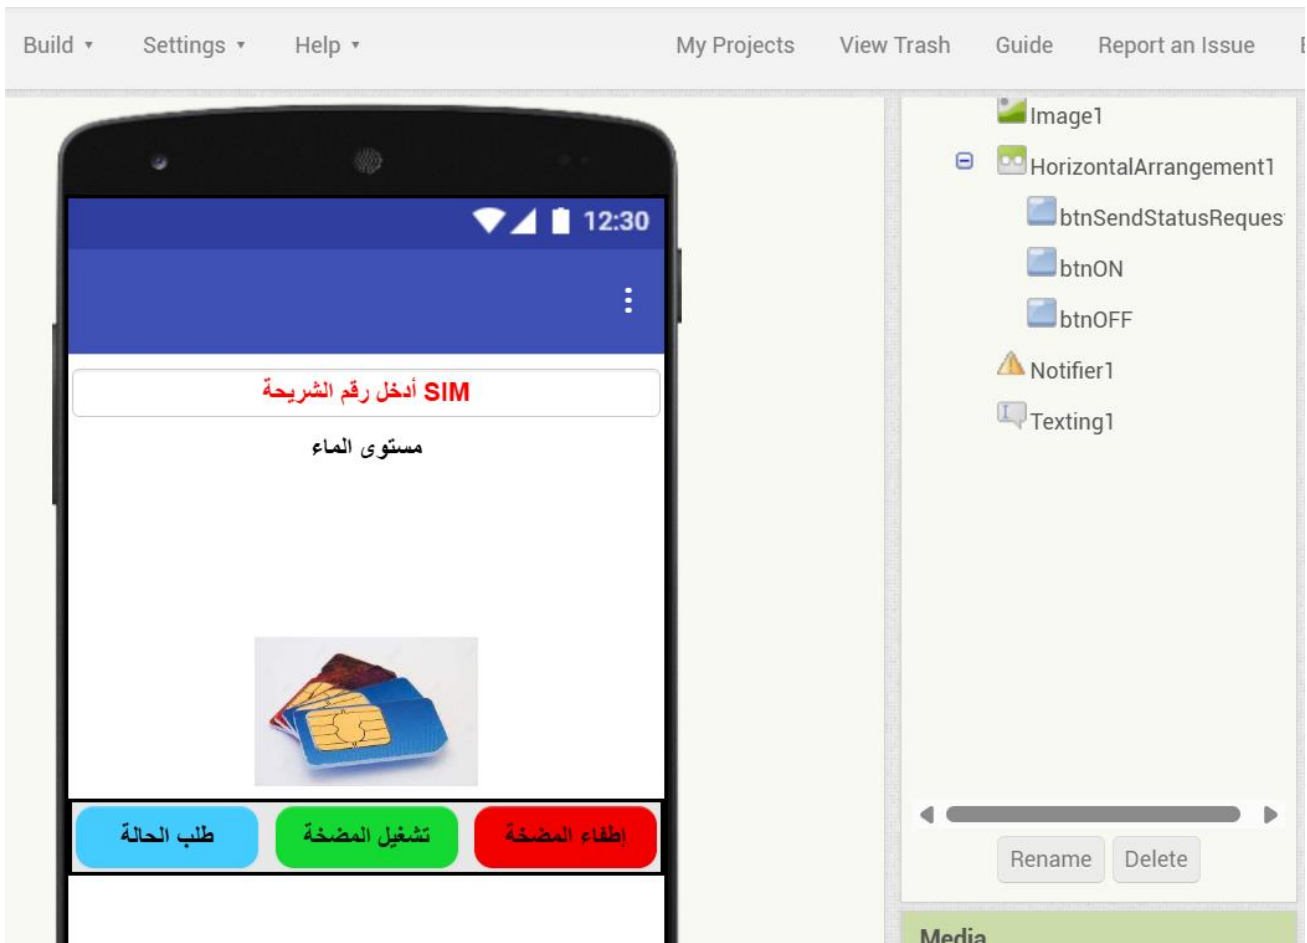 Build ▾ Settings ▾ Help ▾ My Projects View Trash Guide Report an Issue
Image1
HorizontalArrangement1
btnSendStatusReques
btnON
btnOFF
Notifier1
Texting1
12:30
أدخل رقم الشريحة SIM
مستوى الماء
طلب الحالة
تشغيل المضخة
إطفاء المضخة
Rename Delete
Media